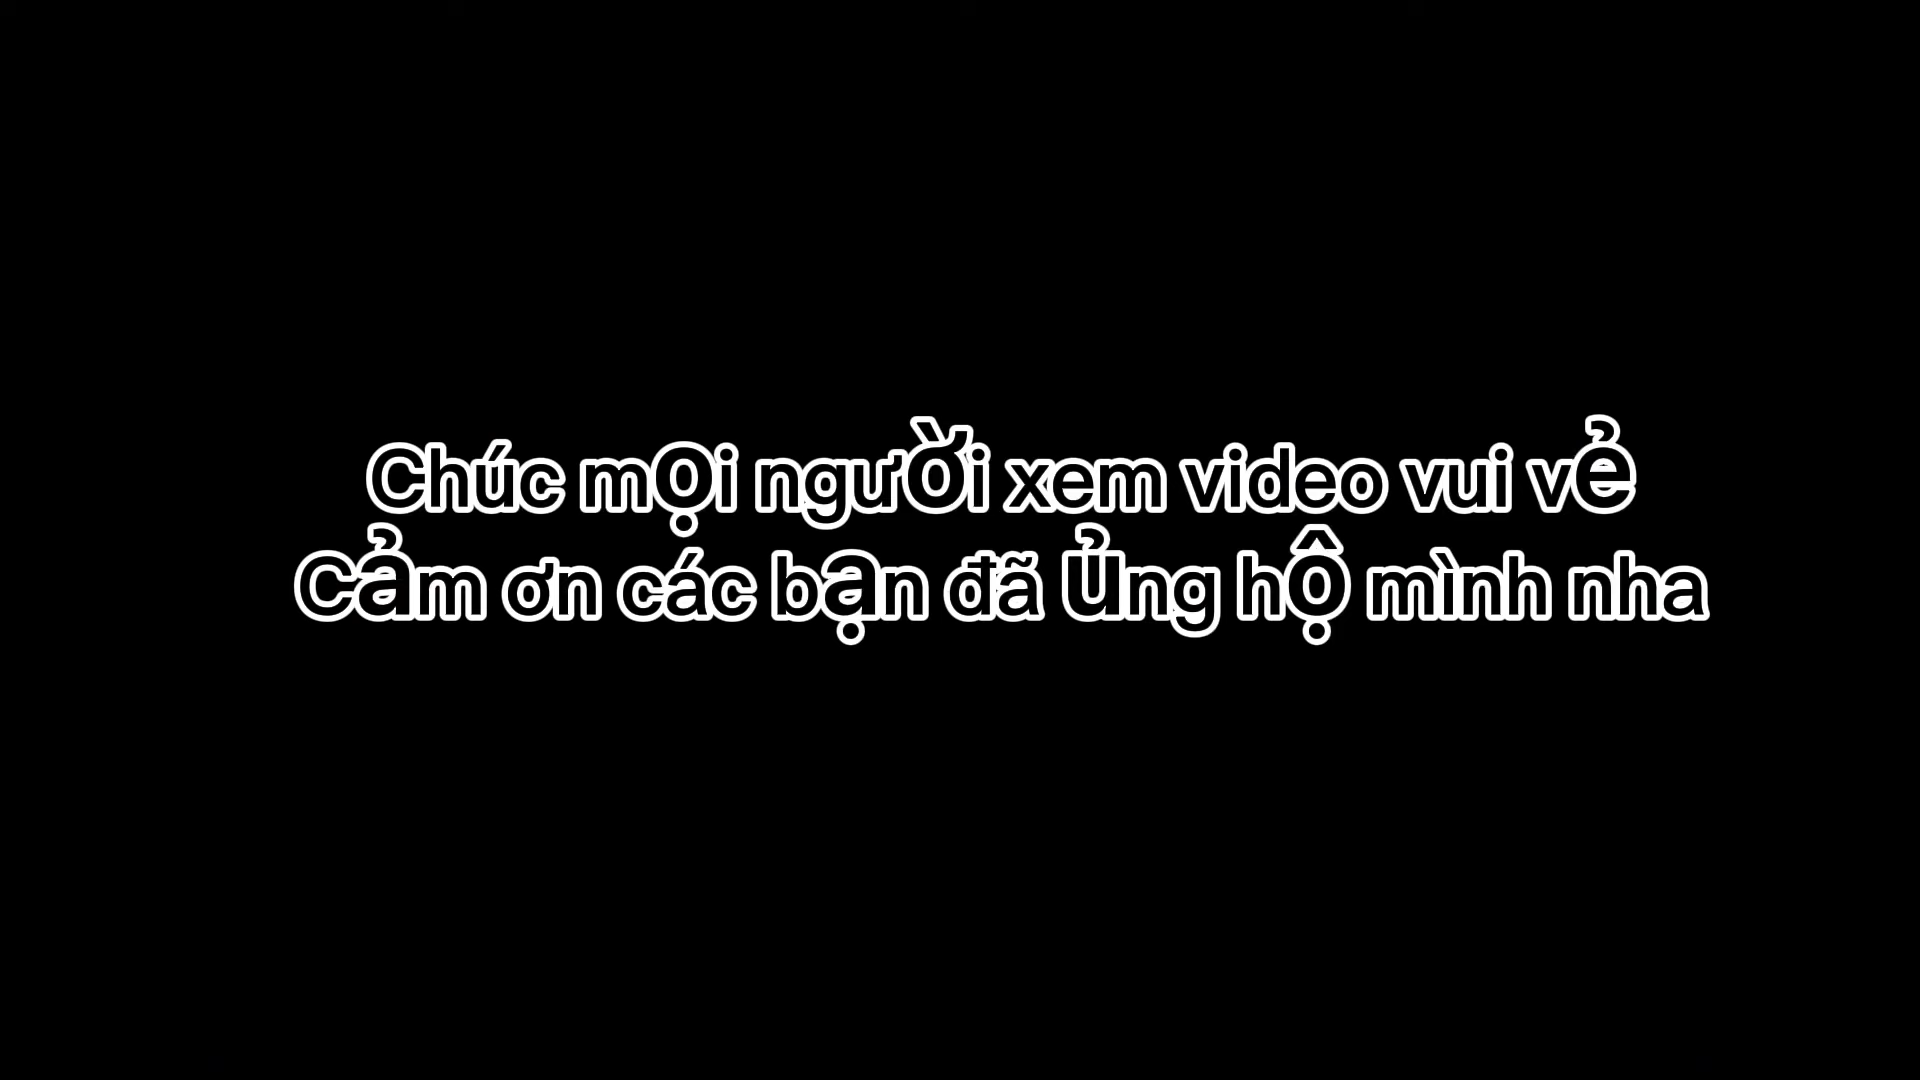 Chúc mọi người xem video vui vẻ
Cảm ơn các bạn đã ủng hộ mình nha